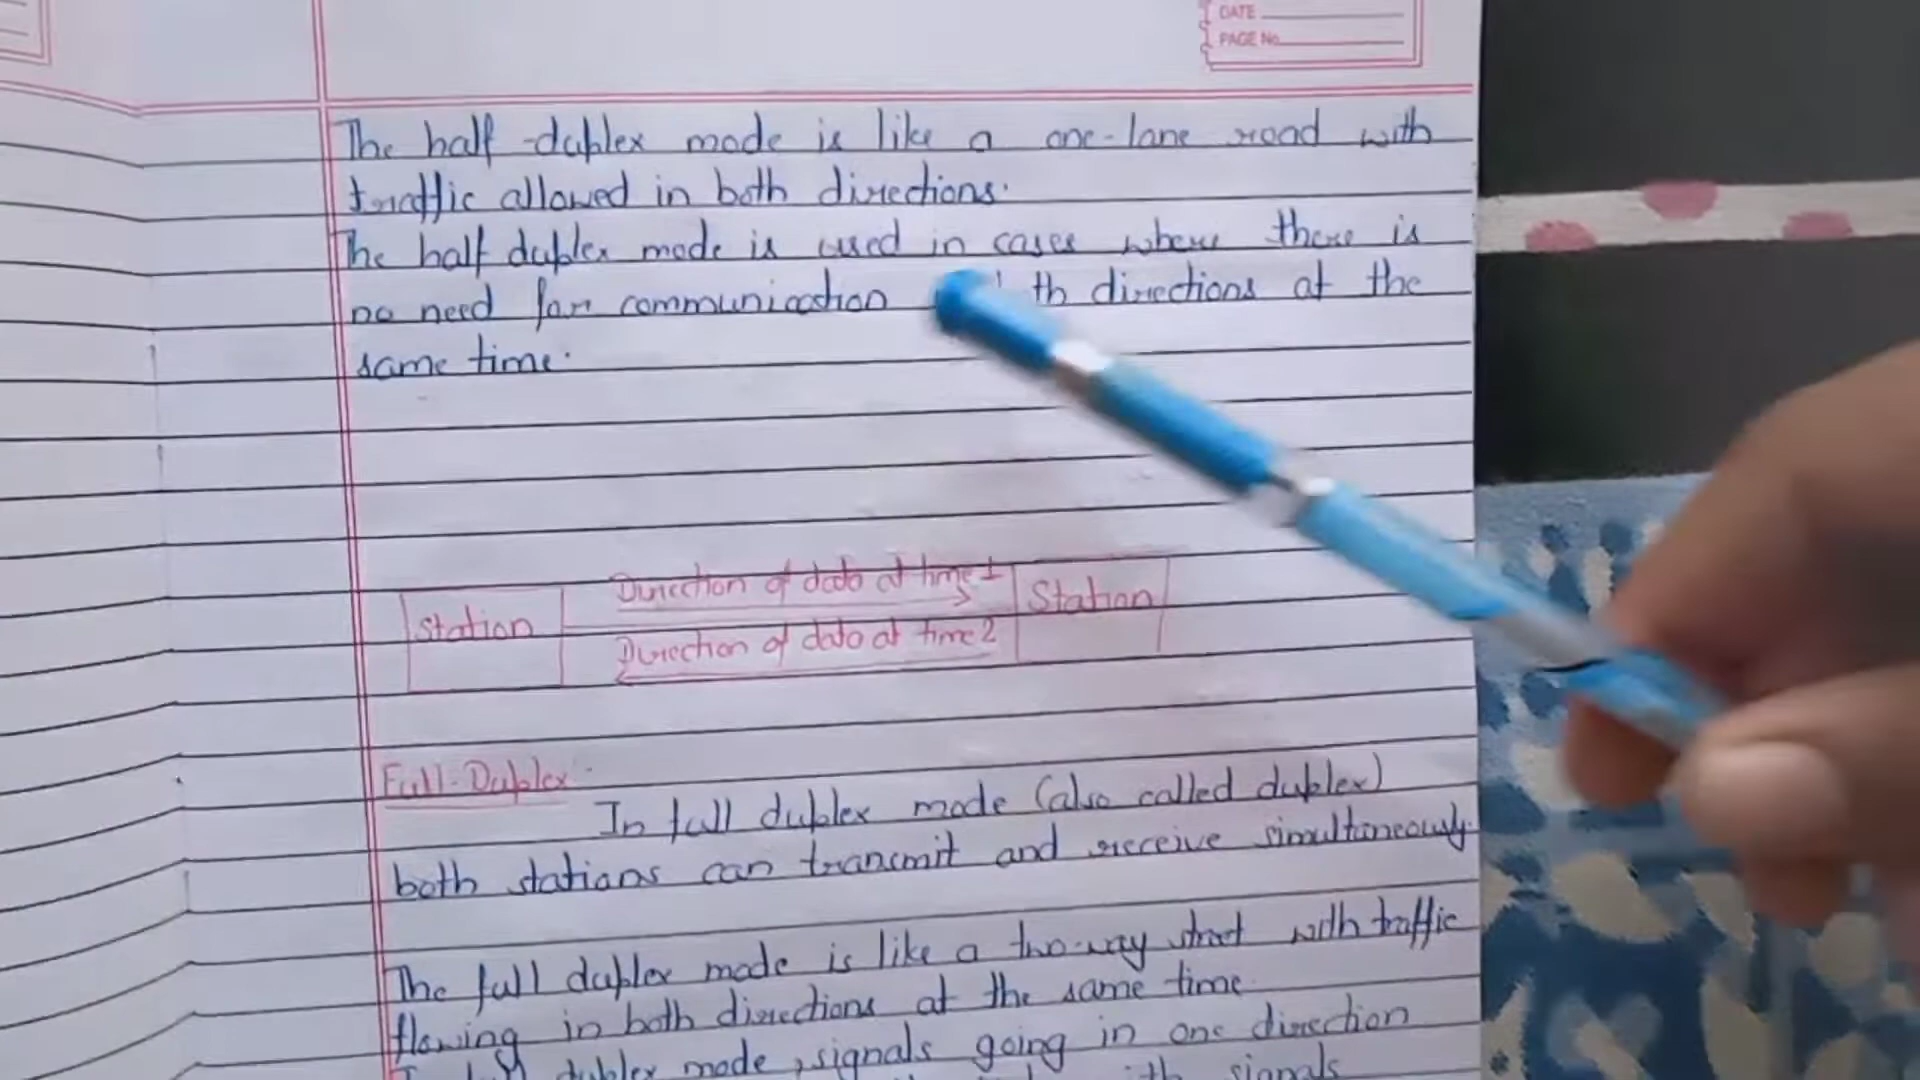 DATE
PAGE No.
The half-duplex mode is like a one-lane road with
traffic allowed in both directions.
The half duplex mode is used in cases where there is
no need for communication directions at the
same time.
Station
Direction of data at time 1
Direction of data at time 2
Station
Full-Duplex
In full duplex mode (also called duplex)
both stations can transmit and receive simultaneously.
The full duplex mode is like a two-way street with traffic
flowing in both directions at the same time.
duplex mode, signals going in one direction
signals